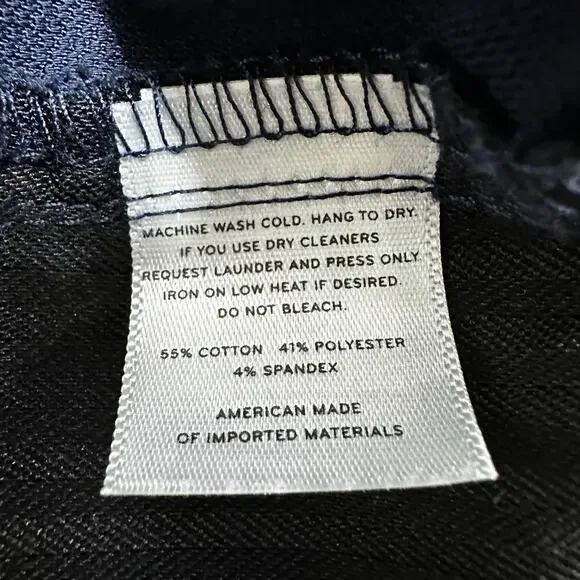 MACHINE WASH COLD. HANG TO DRY.
IF YOU USE DRY CLEANERS
REQUEST LAUNDER AND PRESS ONLY
IRON ON LOW HEAT IF DESIRED.
DO NOT BLEACH.
55% COTTON 41% POLYESTER
4% SPANDEX
AMERICAN MADE
OF IMPORTED MATERIALS